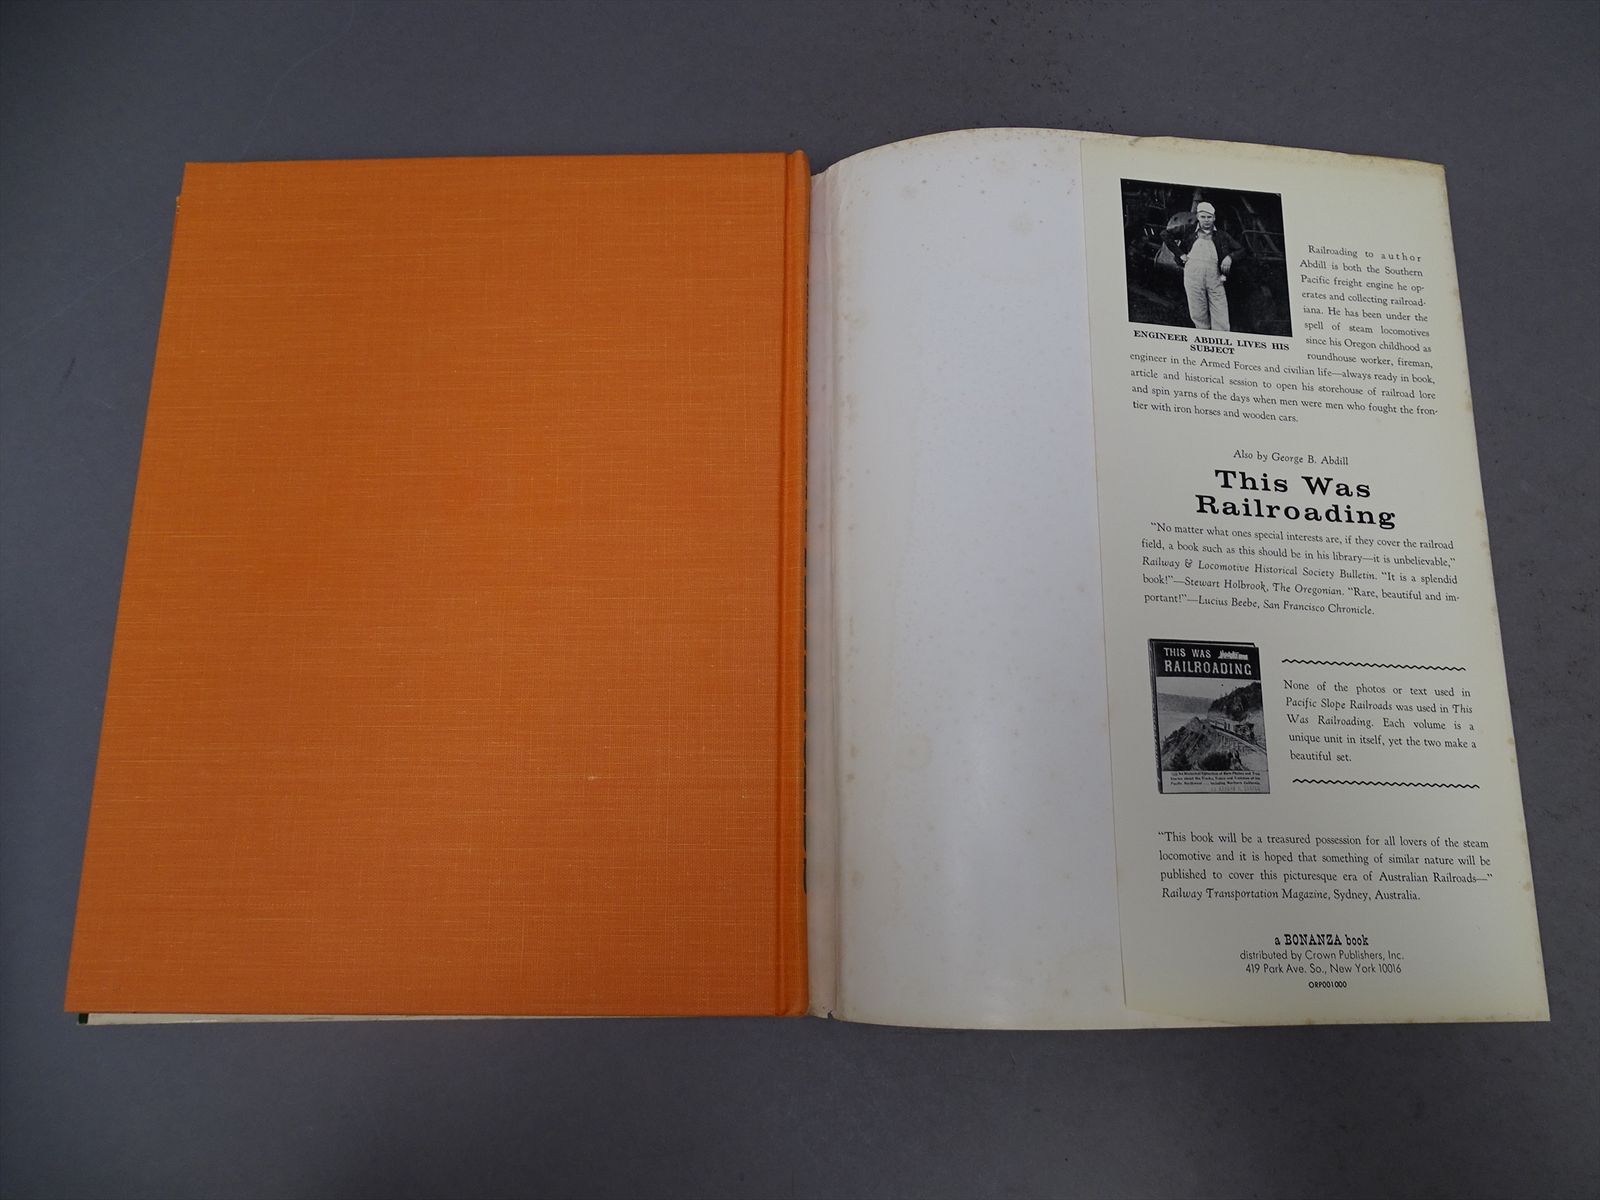 Railroading to author
Abdill is both the Southern
Pacific freight engine he op-
erates and collecting railroad-
iana. He has been under the
spell of steam locomotives
since his Oregon childhood as
roundhouse worker, fireman,
ENGINEER ABDILL LIVES HIS
SUBJECT
engineer in the Armed Forces and civilian life—always ready in book,
article and historical session to open his storehouse of railroad lore
and spin yarns of the days when men were men who fought the fron-
tier with iron horses and wooden cars.
Also by George B. Abdill
This Was
Railroading
"No matter what ones special interests are, if they cover the railroad
field, a book such as this should be in his library—it is unbelievable,"
Railway & Locomotive Historical Society Bulletin. "It is a splendid
book!"—Stewart Holbrook, The Oregonian. "Rare, beautiful and im-
portant!"—Lucius Beebe, San Francisco Chronicle.
THIS WAS
RAILROADING
None of the photos or text used in
Pacific Slope Railroads was used in This
Was Railroading. Each volume is a
unique unit in itself, yet the two make a
beautiful set.
"This book will be a treasured possession for all lovers of the steam
locomotive and it is hoped that something of similar nature will be
published to cover this picturesque era of Australian Railroads—"
Railway Transportation Magazine, Sydney, Australia.
a BONANZA book
distributed by Crown Publishers, Inc.
419 Park Ave. So., New York 10016
ORP001000